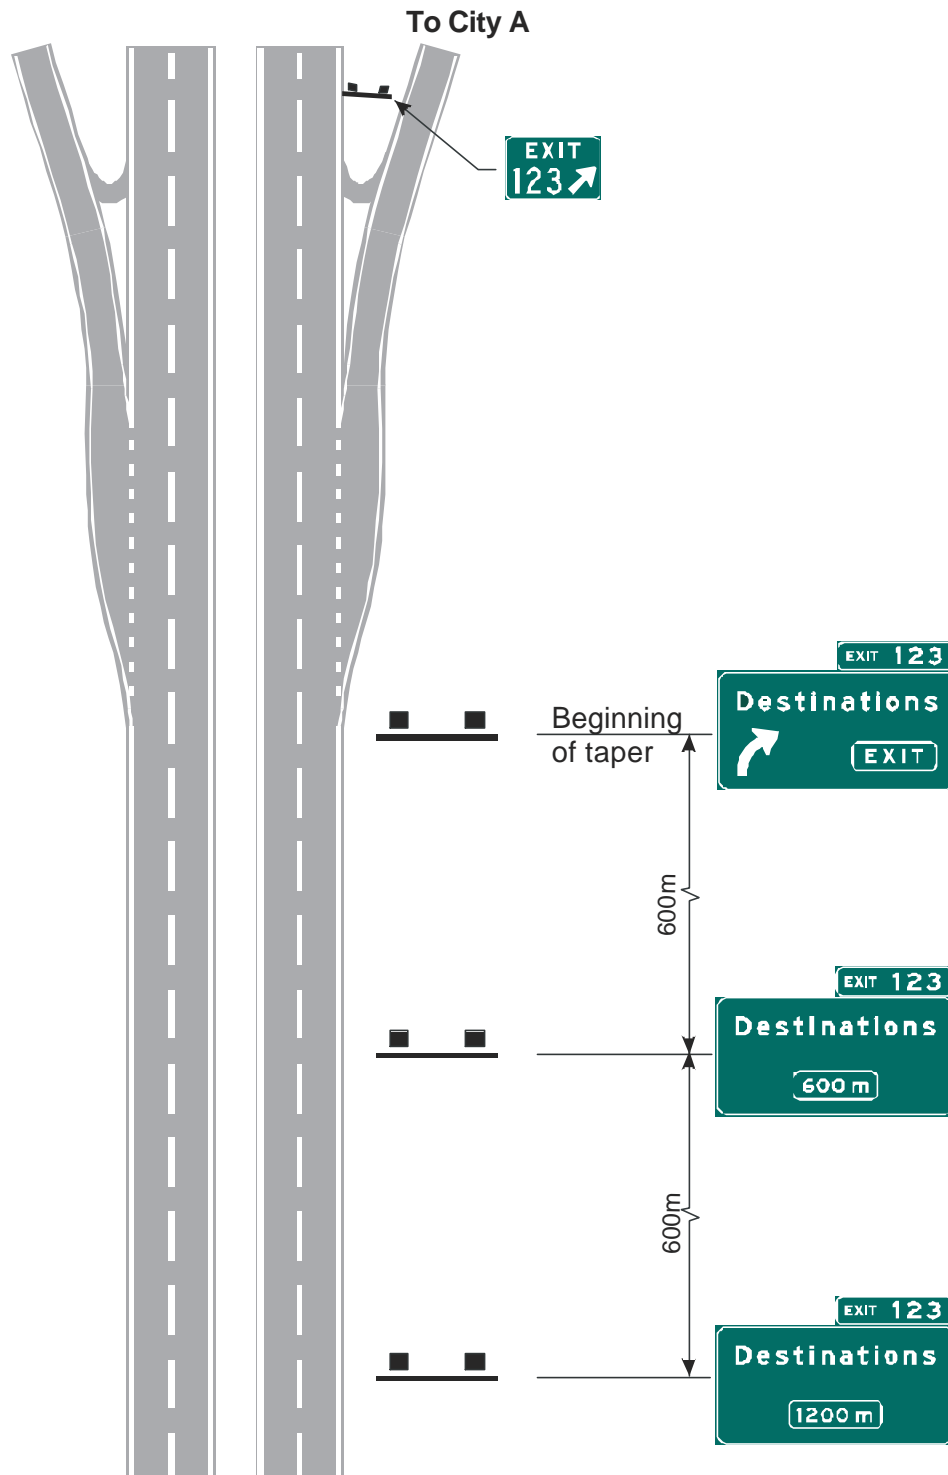 To City A
EXIT
123
EXIT 123
Destinations
EXIT
Beginning
of taper
600m
EXIT 123
Destinations
600 m
600m
EXIT 123
Destinations
1200 m